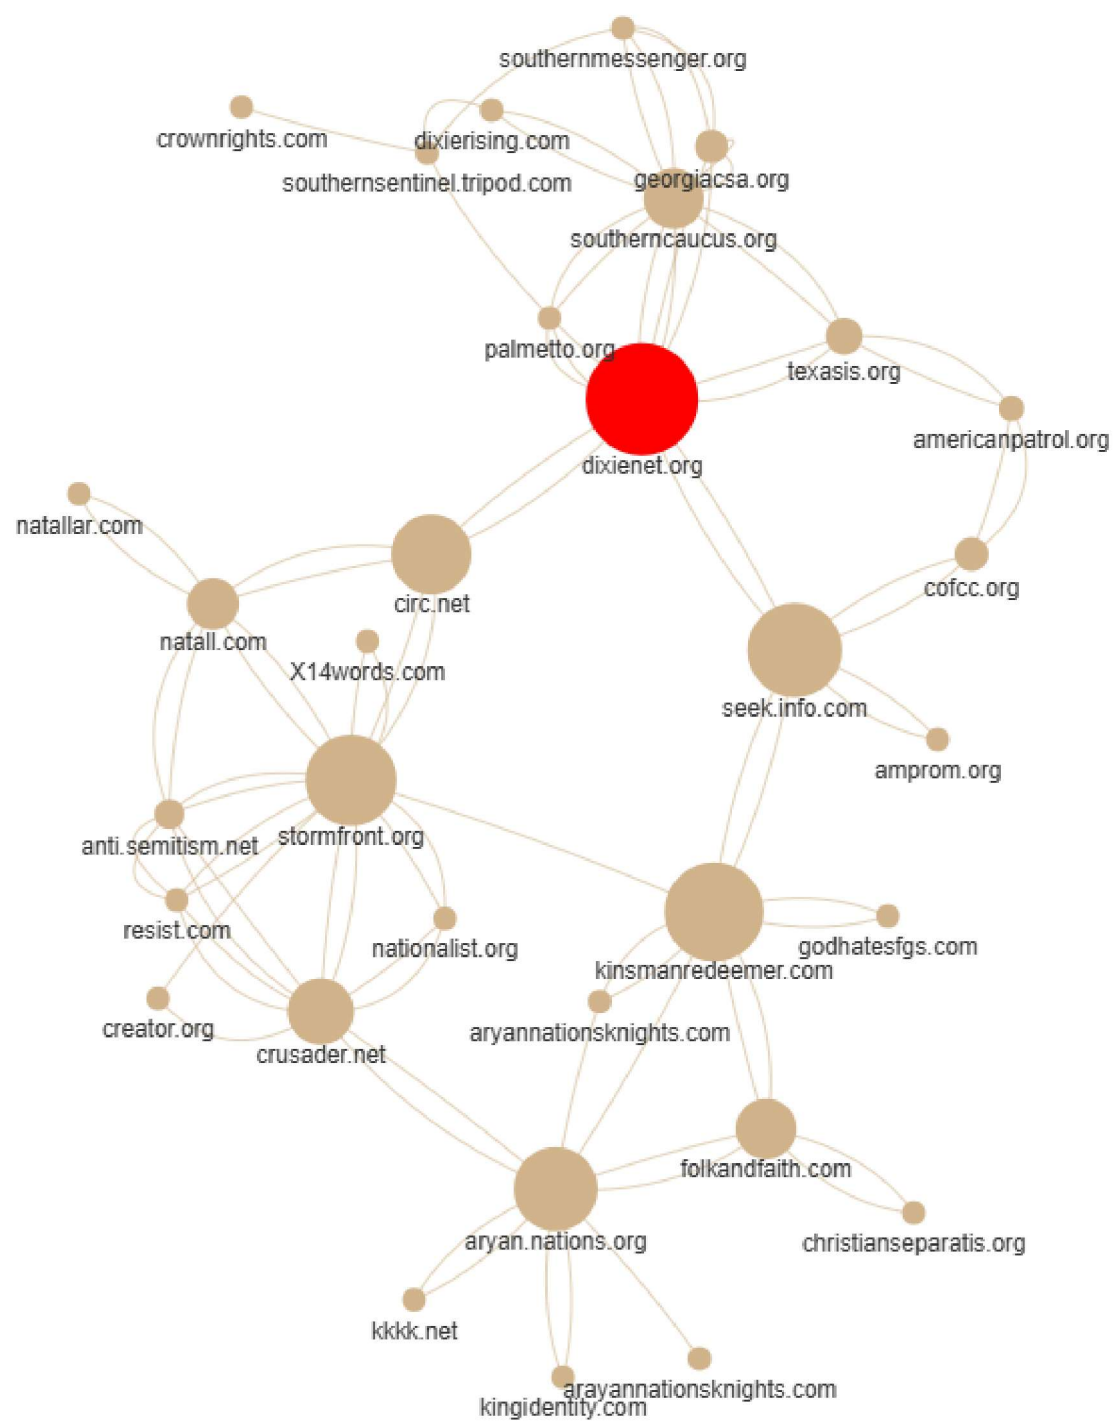 southernmessenger.org
crownrights.com
dixierising.com
southernsentinel.tripod.com
georgiacsa.org
southerncaucus.org
palmetto.org
texasis.org
americanpatrol.org
dixienet.org
natallar.com
cofcc.org
circ.net
natall.com
X14words.com
seek.info.com
amprom.org
stormfront.org
anti.semitism.net
resist.com
nationalist.org
godhatesfgs.com
kinsmanredeemer.com
creator.org
aryannationsknights.com
crusader.net
folkandfaith.com
aryan.nations.org
christianseparatis.org
kkkk.net
arayannationsknights.com
kingidentity.com